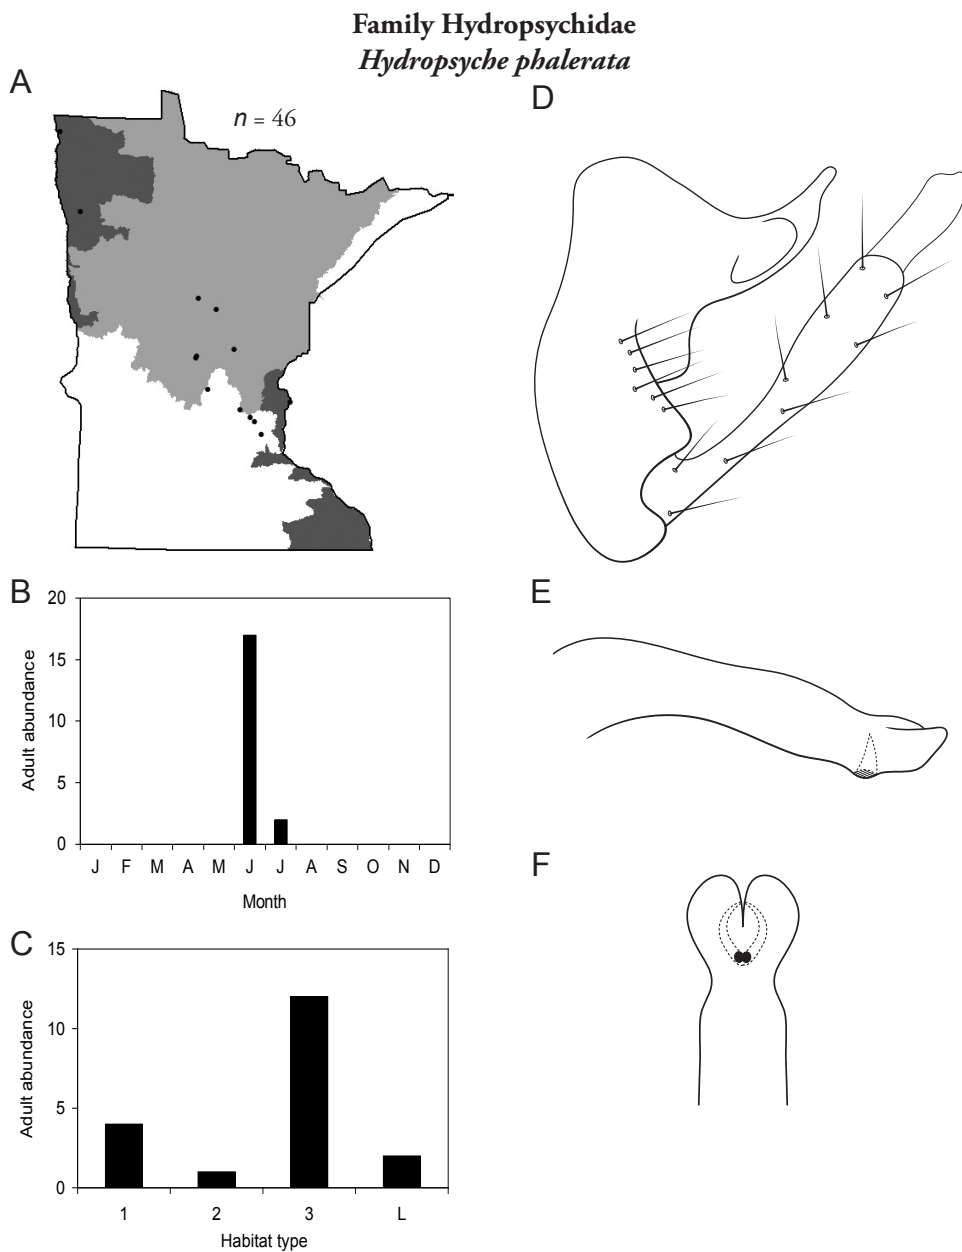 Family Hydropsychidae
Hydropsyche phalerata
A
n = 46
B
20
15
10
5
0
Adult abundance
J F M A M J J A S O N D
Month
C
15
10
5
0
Adult abundance
1 2 3 L
Habitat type
D
E
F